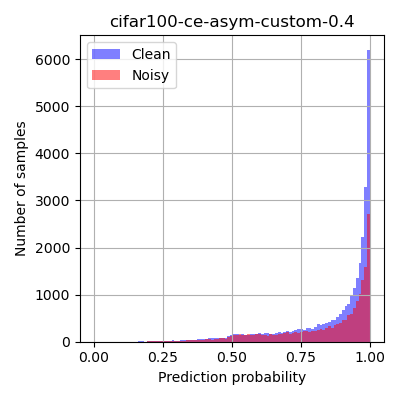 cifar100-ce-asym-custom-0.4
Clean
Noisy
6000
5000
4000
3000
2000
1000
0
Number of samples
0.00 0.25 0.50 0.75 1.00
Prediction probability